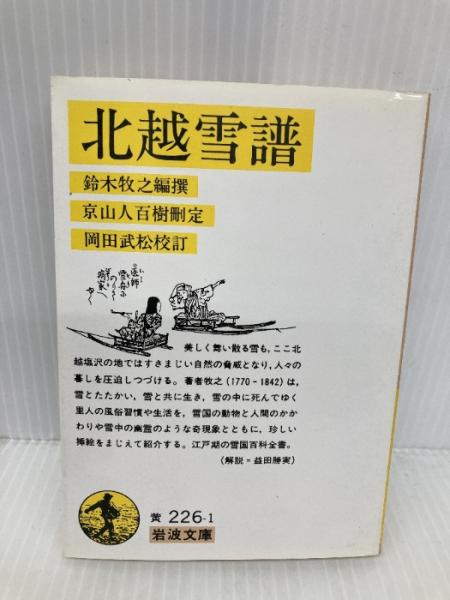 北越雪譜
鈴木牧之編撰
京山人百樹刪定
岡田武松校訂
美しく舞い散る雪も、ここ北
越塩沢の地ではすさまじい自然の脅威となり、人々の
暮しを圧迫しつづける。著者牧之(1770-1842)は、
雪とたたかい、雪と共に生き、雪の中に死んでゆく
里人の風俗習慣や生活を、雪国の動物と人間のかか
わりや雪中の幽霊のような奇現象とともに、珍しい
挿絵をまじえて紹介する。江戸期の雪国百科全書。
(解説=益田勝実)
黄 226-1
岩波文庫